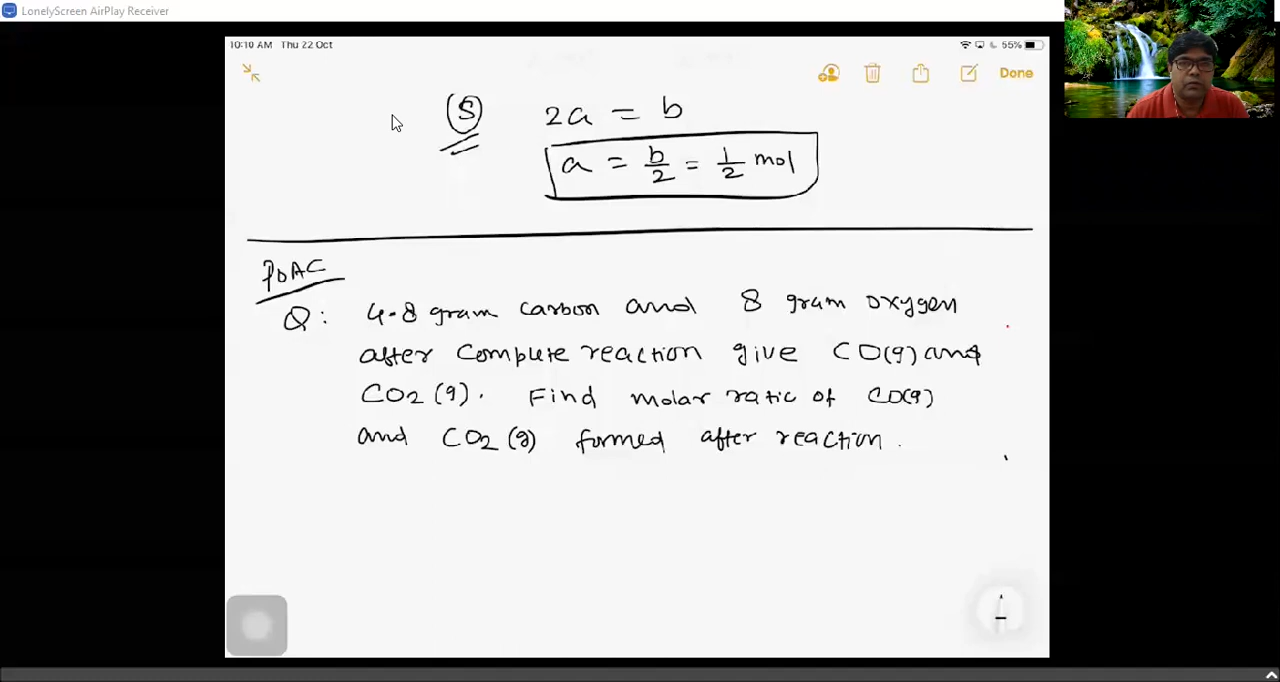 LonelyScreen AirPlay Receiver
10:10 AM Thu 22 Oct
55%
Done
S 2a = b
a = b/2 = 1/2 mol
POAC
Q: 4.8 gram carbon and 8 gram oxygen
after Compute reaction give CO(g) and
CO2 (g). Find molar ratio of CO(g)
and CO2 (g) formed after reaction.